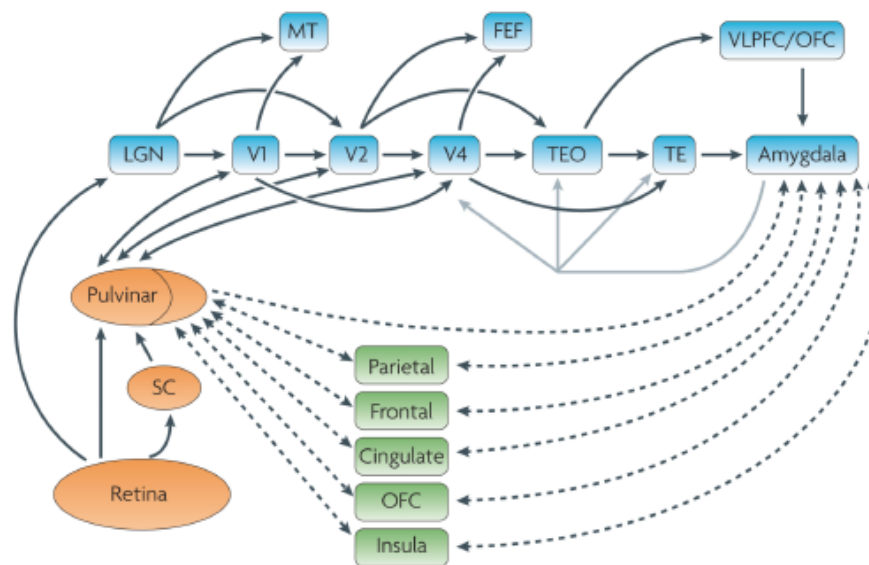 MT
FEF
VLPFC/OFC
LGN
V1
V2
V4
TEO
TE
Amygdala
Pulvinar
SC
Retina
Parietal
Frontal
Cingulate
OFC
Insula